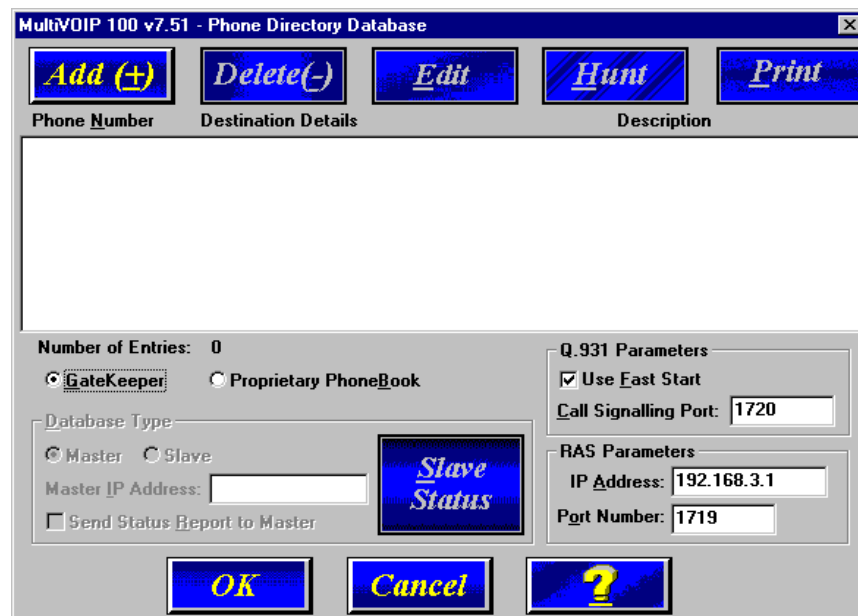 MultiVOIP 100 v7.51 - Phone Directory Database
Add (+) Delete(-) Edit Hunt Print
Phone Number Destination Details Description
Number of Entries: 0
GateKeeper Proprietary PhoneBook
Database Type
Master Slave
Master IP Address:
Send Status Report to Master
Slave
Status
Q.931 Parameters
Use Fast Start
Call Signalling Port: 1720
RAS Parameters
IP Address: 192.168.3.1
Port Number: 1719
OK Cancel ?